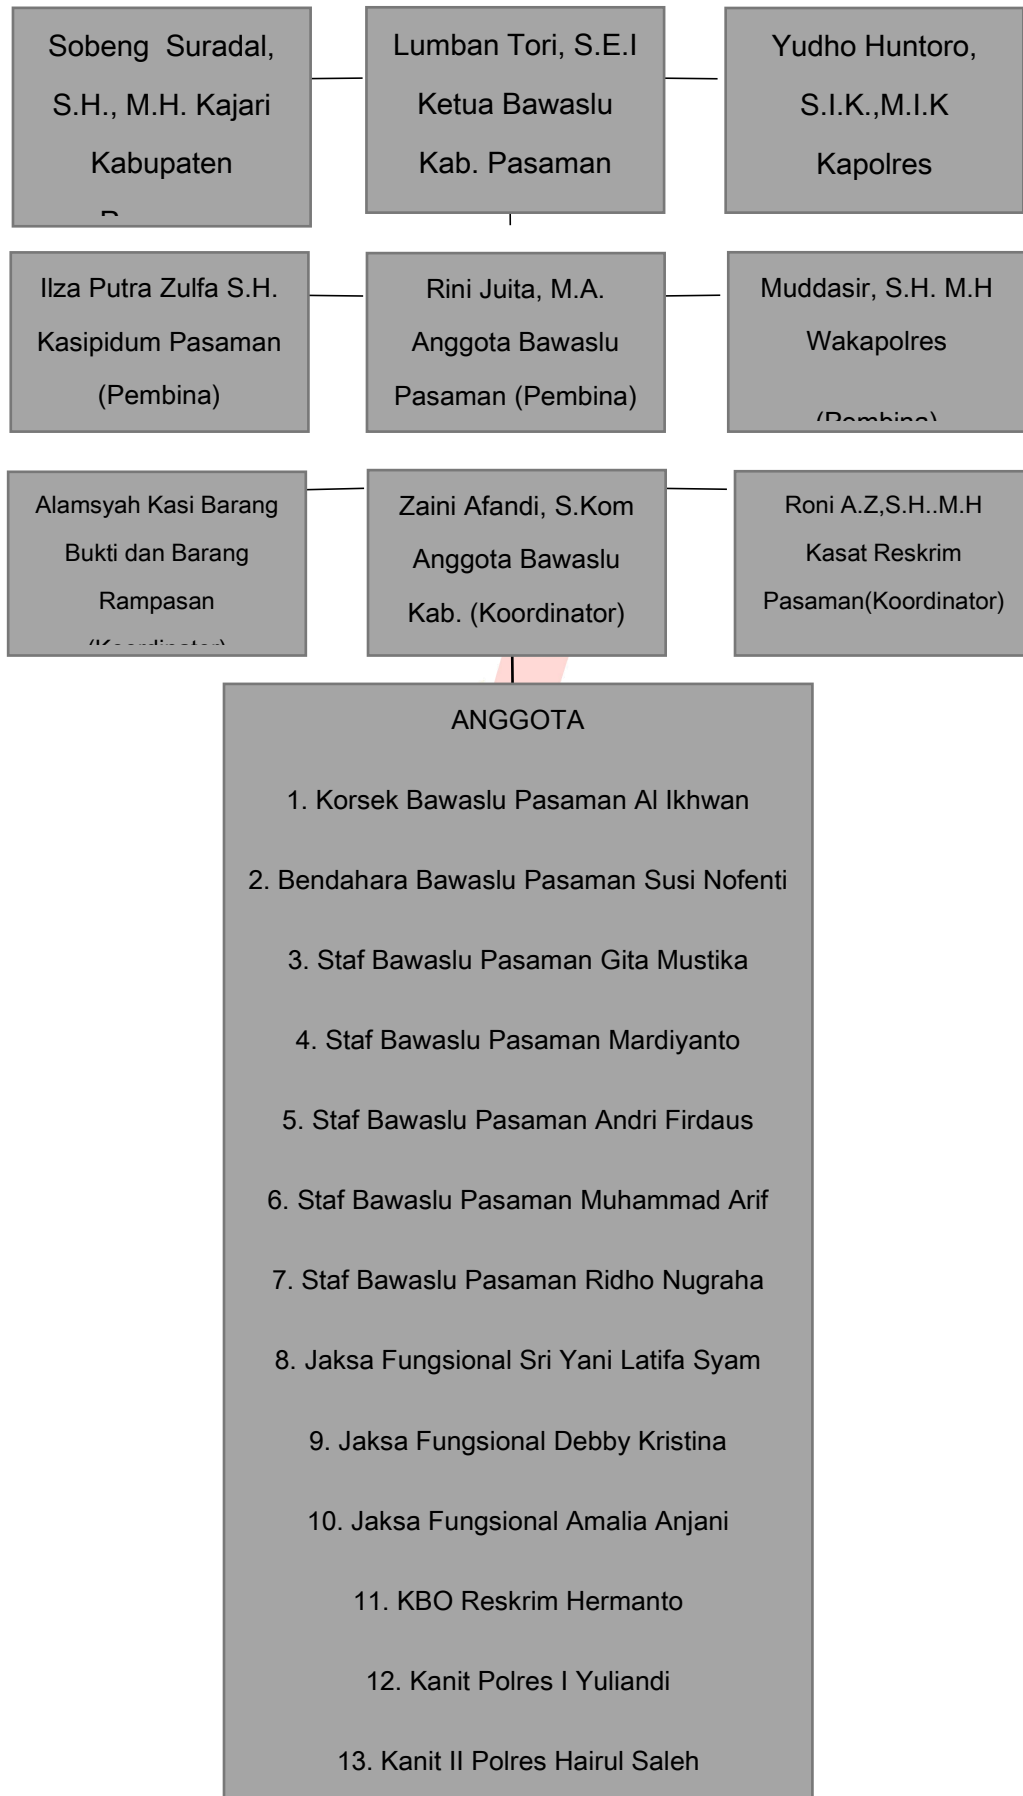 Sobeng Suradal,
S.H., M.H. Kajari
Kabupaten
Lumban Tori, S.E.I
Ketua Bawaslu
Kab. Pasaman
Yudho Huntoro,
S.I.K.,M.I.K
Kapolres
Ilza Putra Zulfa S.H.
Kasipidum Pasaman
(Pembina)
Rini Juita, M.A.
Anggota Bawaslu
Pasaman (Pembina)
Muddasir, S.H. M.H
Wakapolres
(Pembina)
Alamsyah Kasi Barang
Bukti dan Barang
Rampasan
(Koordinator)
Zaini Afandi, S.Kom
Anggota Bawaslu
Kab. (Koordinator)
Roni A.Z,S.H..M.H
Kasat Reskrim
Pasaman(Koordinator)
ANGGOTA
1. Korsek Bawaslu Pasaman Al Ikhwan
2. Bendahara Bawaslu Pasaman Susi Nofenti
3. Staf Bawaslu Pasaman Gita Mustika
4. Staf Bawaslu Pasaman Mardiyanto
5. Staf Bawaslu Pasaman Andri Firdaus
6. Staf Bawaslu Pasaman Muhammad Arif
7. Staf Bawaslu Pasaman Ridho Nugraha
8. Jaksa Fungsional Sri Yani Latifa Syam
9. Jaksa Fungsional Debby Kristina
10. Jaksa Fungsional Amalia Anjani
11. KBO Reskrim Hermanto
12. Kanit Polres I Yuliandi
13. Kanit II Polres Hairul Saleh